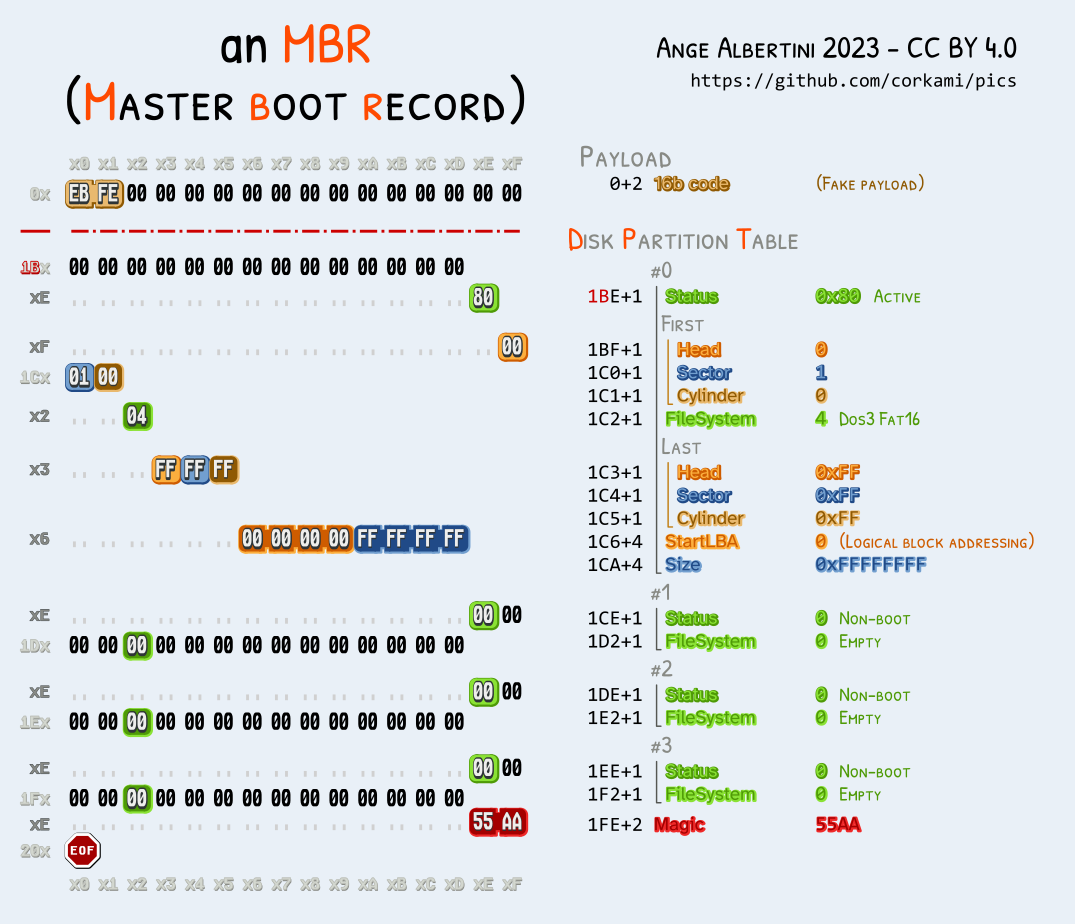 an MBR
(Master Boot Record)
Ange Albertini 2023 - CC BY 4.0
https://github.com/corkami/pics
x0 x1 x2 x3 x4 x5 x6 x7 x8 x9 xA xB xC xD xE xF
0x EB FE 00 00 00 00 00 00 00 00 00 00 00 00 00 00
1Bx 00 00 00 00 00 00 00 00 00 00 00 00 00 00
xE .. .. .. .. .. .. .. .. .. .. .. .. .. .. 80
xF .. .. .. .. .. .. .. .. .. .. .. .. .. .. .. 00
1Cx 01 00
x2 .. .. 04
x3 .. .. .. FF FF FF
x6 .. .. .. .. .. .. 00 00 00 00 FF FF FF FF
xE .. .. .. .. .. .. .. .. .. .. .. .. .. .. 00 00
1Dx 00 00 00 00 00 00 00 00 00 00 00 00 00 00
xE .. .. .. .. .. .. .. .. .. .. .. .. .. .. 00 00
1Ex 00 00 00 00 00 00 00 00 00 00 00 00 00 00
xE .. .. .. .. .. .. .. .. .. .. .. .. .. .. 00 00
1Fx 00 00 00 00 00 00 00 00 00 00 00 00 00 00
xE .. .. .. .. .. .. .. .. .. .. .. .. .. .. 55 AA
20x EOF
x0 x1 x2 x3 x4 x5 x6 x7 x8 x9 xA xB xC xD xE xF
Payload
0+2 16b code (Fake payload)
Disk Partition Table
#0
1BE+1 Status 0x80 Active
First
1BF+1 Head 0
1C0+1 Sector 1
1C1+1 Cylinder 0
1C2+1 FileSystem 4 Dos3 Fat16
Last
1C3+1 Head 0xFF
1C4+1 Sector 0xFF
1C5+1 Cylinder 0xFF
1C6+4 StartLBA 0 (Logical block addressing)
1CA+4 Size 0xFFFFFFFF
#1
1CE+1 Status 0 Non-boot
1D2+1 FileSystem 0 Empty
#2
1DE+1 Status 0 Non-boot
1E2+1 FileSystem 0 Empty
#3
1EE+1 Status 0 Non-boot
1F2+1 FileSystem 0 Empty
1FE+2 Magic 55AA